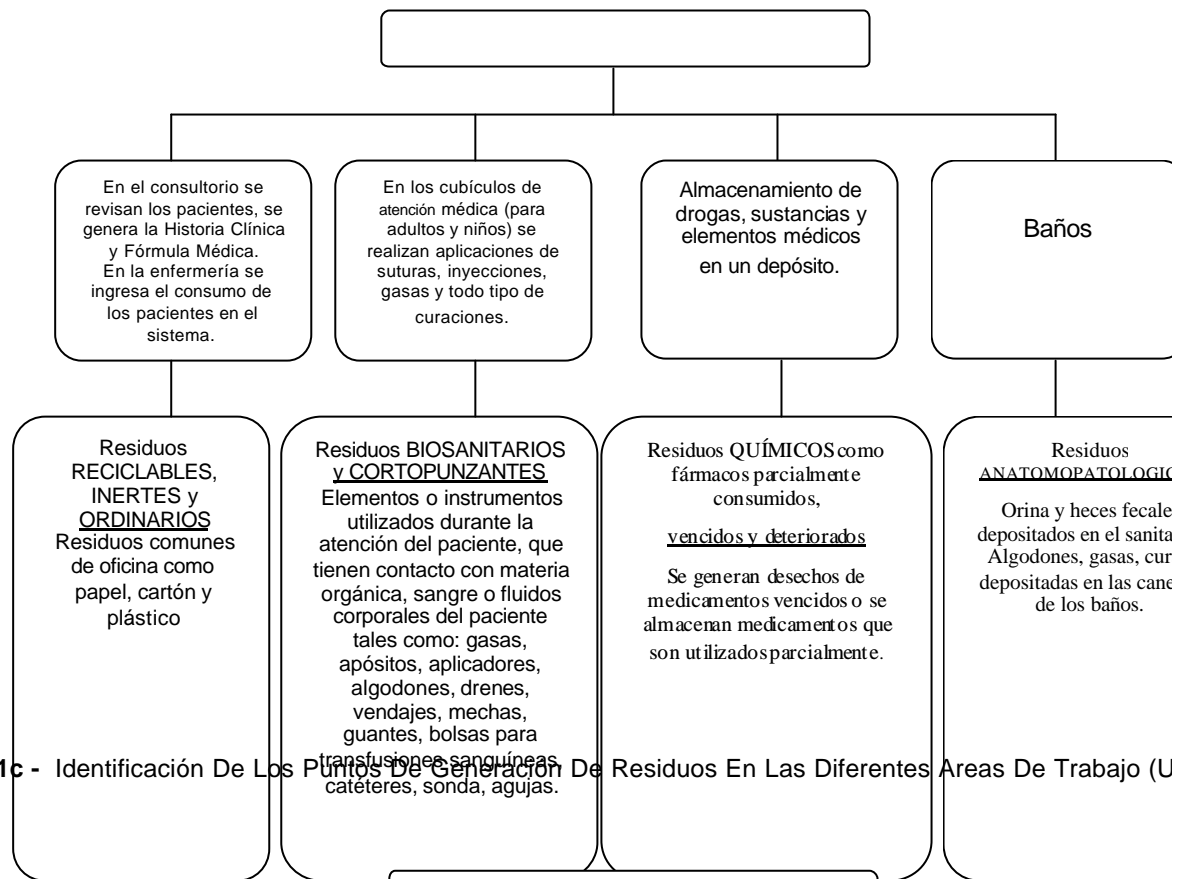 En el consultorio se
revisan los pacientes, se
genera la Historia Clínica
y Fórmula Médica.
En la enfermería se
ingresa el consumo de
los pacientes en el
sistema.
En los cubículos de
atención médica (para
adultos y niños) se
realizan aplicaciones de
suturas, inyecciones,
gasas y todo tipo de
curaciones.
Almacenamiento de
drogas, sustancias y
elementos médicos
en un depósito.
Baños
Residuos
RECICLABLES,
INERTES y
ORDINARIOS
Residuos comunes
de oficina como
papel, cartón y
plástico
Residuos BIOSANITARIOS
y CORTOPUNZANTES
Elementos o instrumentos
utilizados durante la
atención del paciente, que
tienen contacto con materia
orgánica, sangre o fluidos
corporales del paciente
tales como: gasas,
apósitos, aplicadores,
algodones, drenes,
vendajes, mechas,
guantes, bolsas para
transfusiones sanguíneas,
catéteres, sonda, agujas.
Residuos QUÍMICOS como
fármacos parcialmente
consumidos,
vencidos y deteriorados
Se generan desechos de
medicamentos vencidos o se
almacenan medicamentos que
son utilizados parcialmente.
Residuos
ANATOMOPATOLOGIC
Orina y heces fecale
depositados en el sanita
Algodones, gasas, cur
depositadas en las cane
de los baños.
1c - Identificación De Los Puntos De Generación De Residuos En Las Diferentes Areas De Trabajo (U